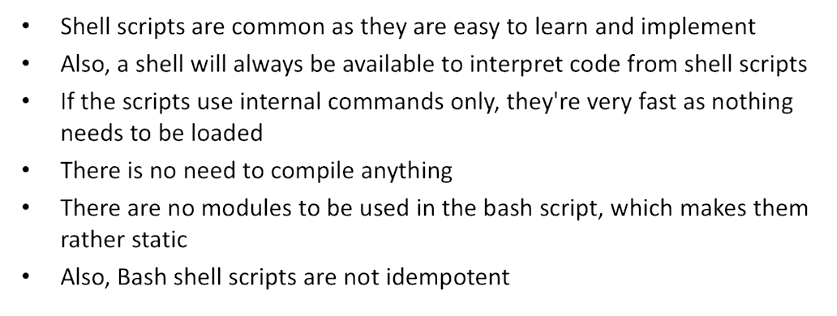 • Shell scripts are common as they are easy to learn and implement
• Also, a shell will always be available to interpret code from shell scripts
• If the scripts use internal commands only, they're very fast as nothing
needs to be loaded
• There is no need to compile anything
• There are no modules to be used in the bash script, which makes them
rather static
• Also, Bash shell scripts are not idempotent